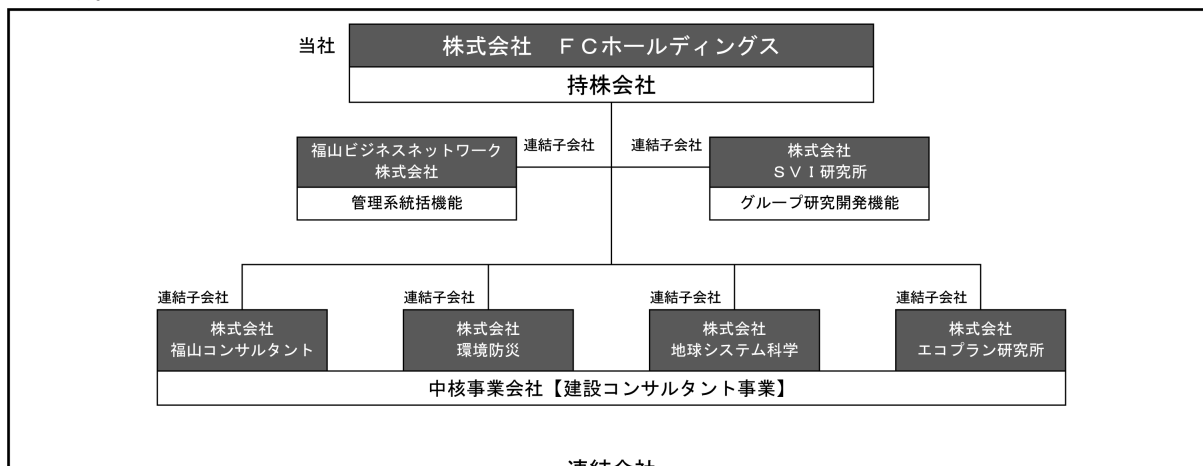 当社
株式会社　ＦＣホールディングス
持株会社
連結子会社
連結子会社
福山ビジネスネットワーク
株式会社
管理系統括機能
株式会社
ＳＶＩ研究所
グループ研究開発機能
連結子会社
連結子会社
連結子会社
連結子会社
株式会社
福山コンサルタント
株式会社
環境防災
株式会社
地球システム科学
株式会社
エコプラン研究所
中核事業会社【建設コンサルタント事業】
連結会社